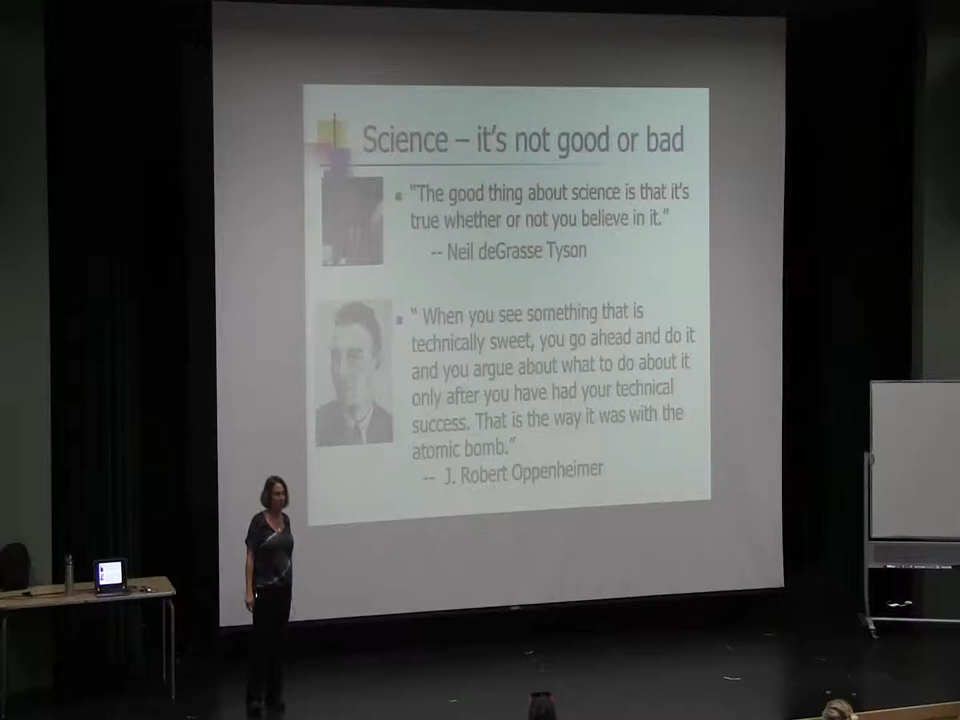 Science – it's not good or bad
"The good thing about science is that it's
true whether or not you believe in it."
-- Neil deGrasse Tyson
" When you see something that is
technically sweet, you go ahead and do it
and you argue about what to do about it
only after you have had your technical
success. That is the way it was with the
atomic bomb."
-- J. Robert Oppenheimer